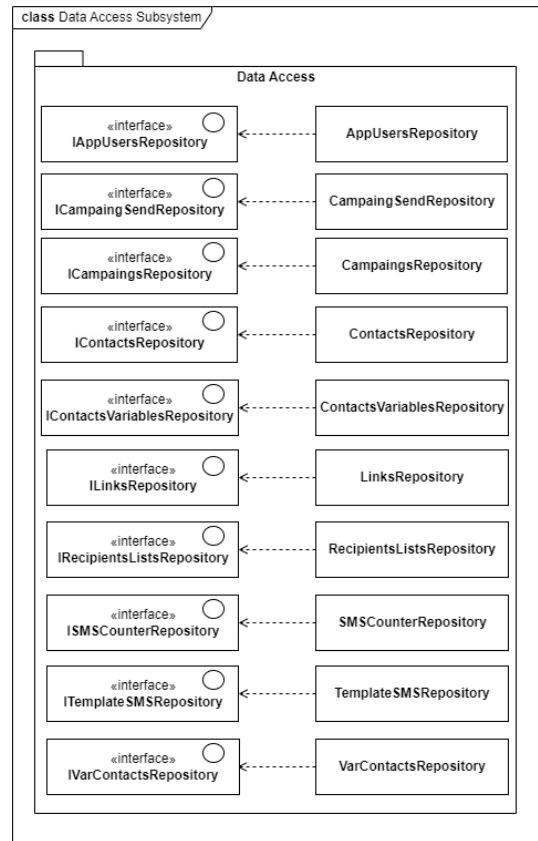 class Data Access Subsystem
Data Access
«interface»
IAppUsersRepository
AppUsersRepository
«interface»
ICampaingSendRepository
CampaingSendRepository
«interface»
ICampaingsRepository
CampaingsRepository
«interface»
IContactsRepository
ContactsRepository
«interface»
IContactsVariablesRepository
ContactsVariablesRepository
«interface»
ILinksRepository
LinksRepository
«interface»
IRecipientsListsRepository
RecipientsListsRepository
«interface»
ISMSCounterRepository
SMSCounterRepository
«interface»
ITemplateSMSRepository
TemplateSMSRepository
«interface»
IVarContactsRepository
VarContactsRepository